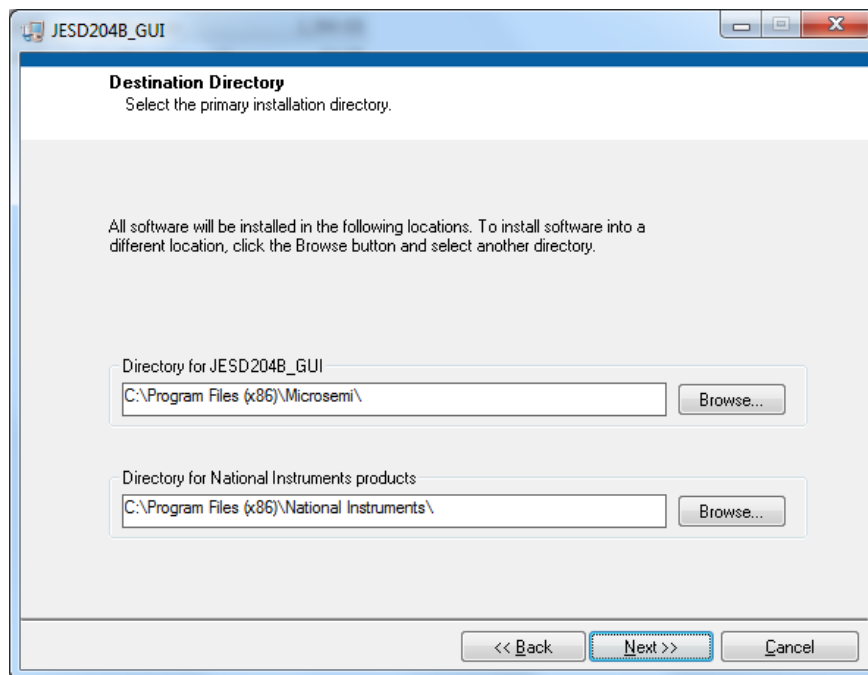 JESD204B_GUI
Destination Directory
Select the primary installation directory.
All software will be installed in the following locations. To install software into a
different location, click the Browse button and select another directory.
Directory for JESD204B_GUI
C:\Program Files (x86)\Microsemi\
Browse...
Directory for National Instruments products
C:\Program Files (x86)\National Instruments\
Browse...
<< Back
Next >>
Cancel